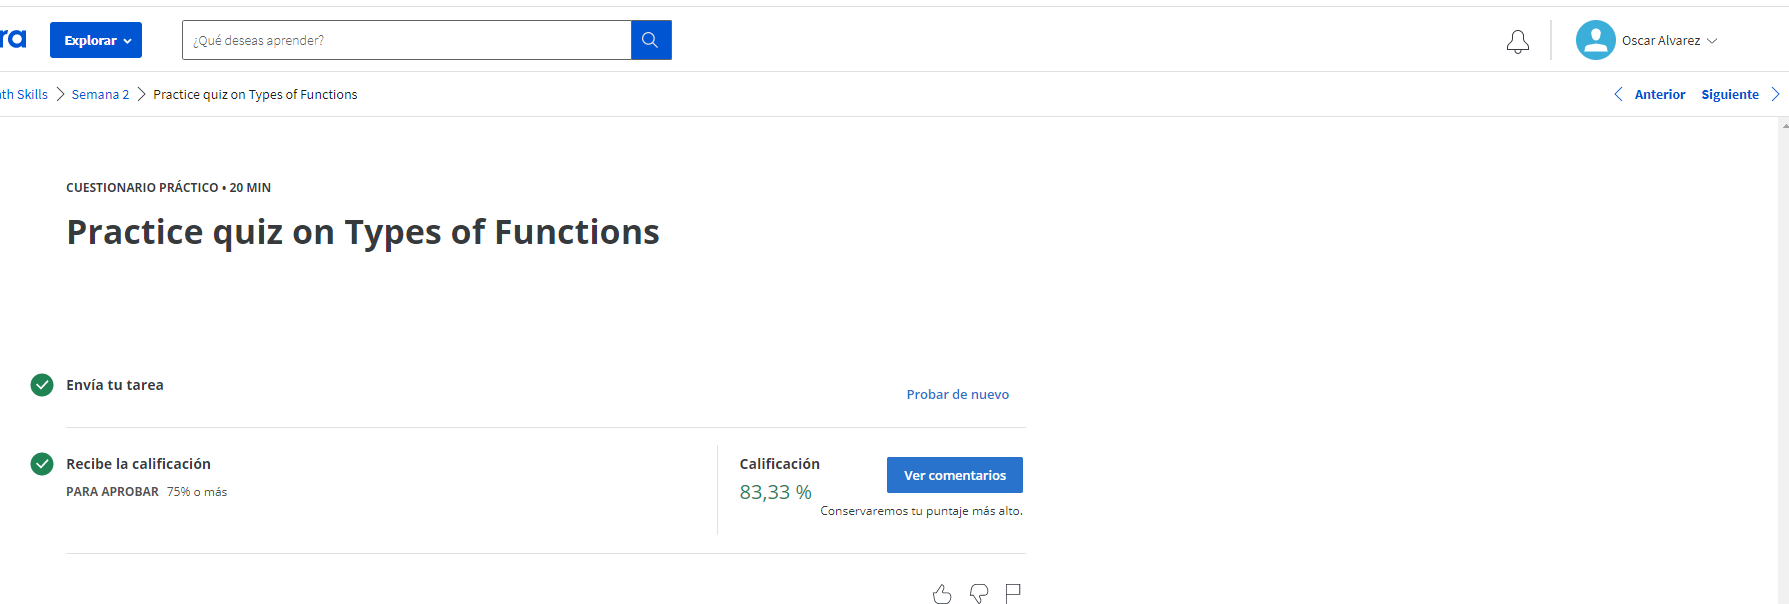 ra
Explorar
¿Qué deseas aprender?
Oscar Alvarez
th Skills
Semana 2
Practice quiz on Types of Functions
Anterior
Siguiente
CUESTIONARIO PRÁCTICO • 20 MIN
Practice quiz on Types of Functions
Envía tu tarea
Probar de nuevo
Recibe la calificación
PARA APROBAR 75% o más
Calificación
83,33 %
Ver comentarios
Conservaremos tu puntaje más alto.